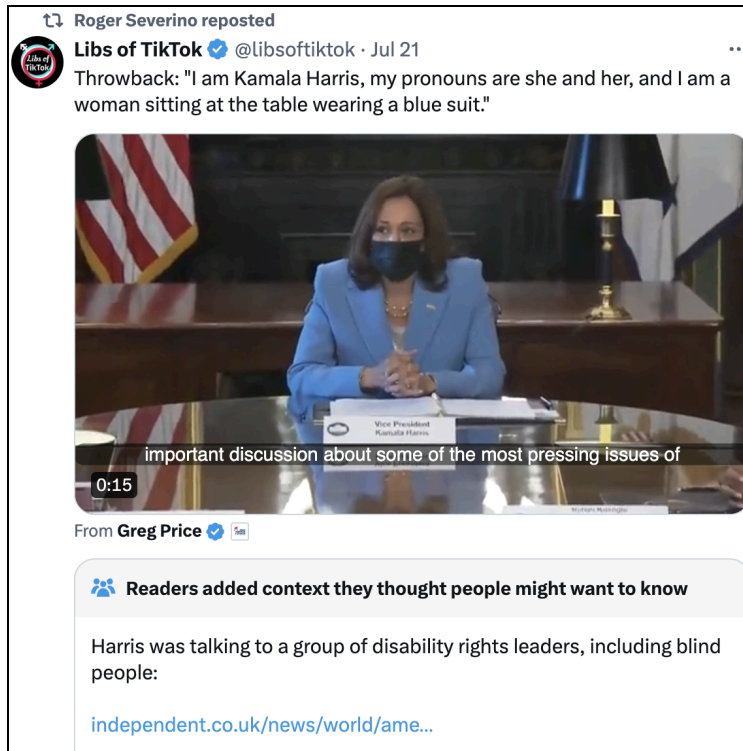 Roger Severino reposted
Libs of TikTok @libsoftiktok · Jul 21
Libs of
TikTok
Throwback: "I am Kamala Harris, my pronouns are she and her, and I am a
woman sitting at the table wearing a blue suit."
Vice President
Kamala Harris
important discussion about some of the most pressing issues of
0:15
From Greg Price
Readers added context they thought people might want to know
Harris was talking to a group of disability rights leaders, including blind
people:
independent.co.uk/news/world/ame...